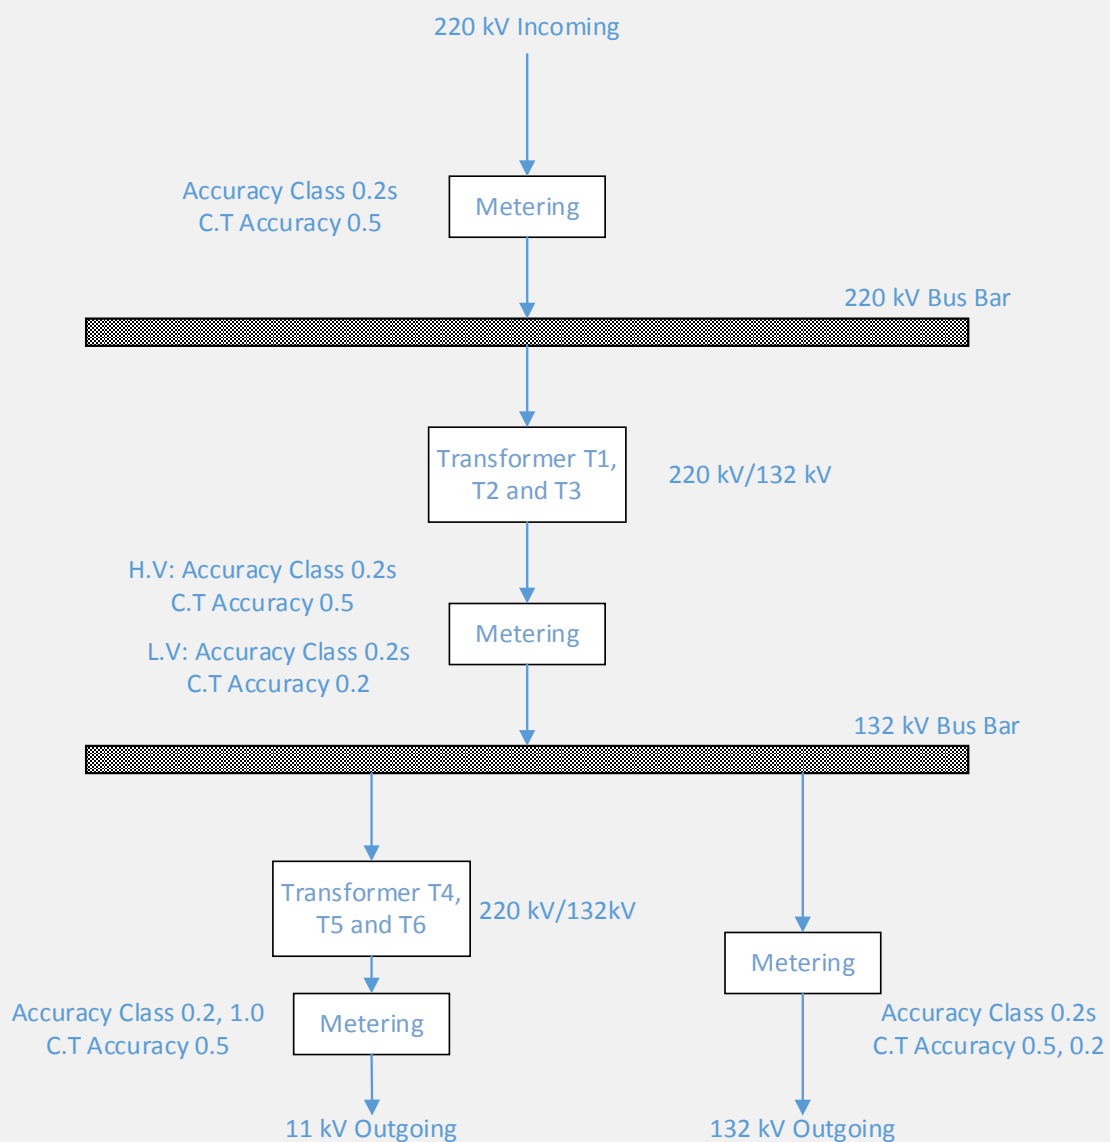 220 kV Incoming
Accuracy Class 0.2s
C.T Accuracy 0.5
Metering
220 kV Bus Bar
Transformer T1,
T2 and T3
220 kV/132 kV
H.V: Accuracy Class 0.2s
C.T Accuracy 0.5
L.V: Accuracy Class 0.2s
C.T Accuracy 0.2
Metering
132 kV Bus Bar
Transformer T4,
T5 and T6
220 kV/132kV
Metering
Accuracy Class 0.2, 1.0
C.T Accuracy 0.5
Metering
Accuracy Class 0.2s
C.T Accuracy 0.5, 0.2
11 kV Outgoing
132 kV Outgoing